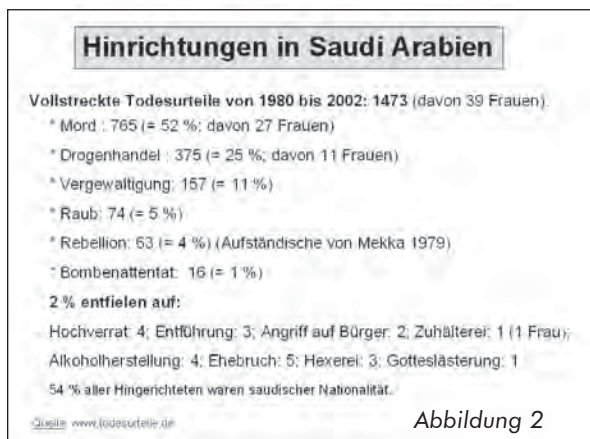 Hinrichtungen in Saudi Arabien
Vollstreckte Todesurteile von 1980 bis 2002: 1473 (davon 39 Frauen).
* Mord : 765 (= 52 %; davon 27 Frauen)
* Drogenhandel : 375 (= 25 %; davon 11 Frauen)
* Vergewaltigung: 157 (= 11 %)
* Raub: 74 (= 5 %)
* Rebellion: 63 (= 4 %) (Aufständische von Mekka 1979)
* Bombenattentat: 16 (= 1 %)
2 % entfielen auf:
Hochverrat: 4; Entführung: 3; Angriff auf Bürger: 2; Zuhälterei: 1 (1 Frau);
Alkoholherstellung: 4; Ehebruch: 5; Hexerei: 3; Gotteslästerung: 1
54 % aller Hingerichteten waren saudischer Nationalität.
Quelle: www.todesurteile.de
Abbildung 2